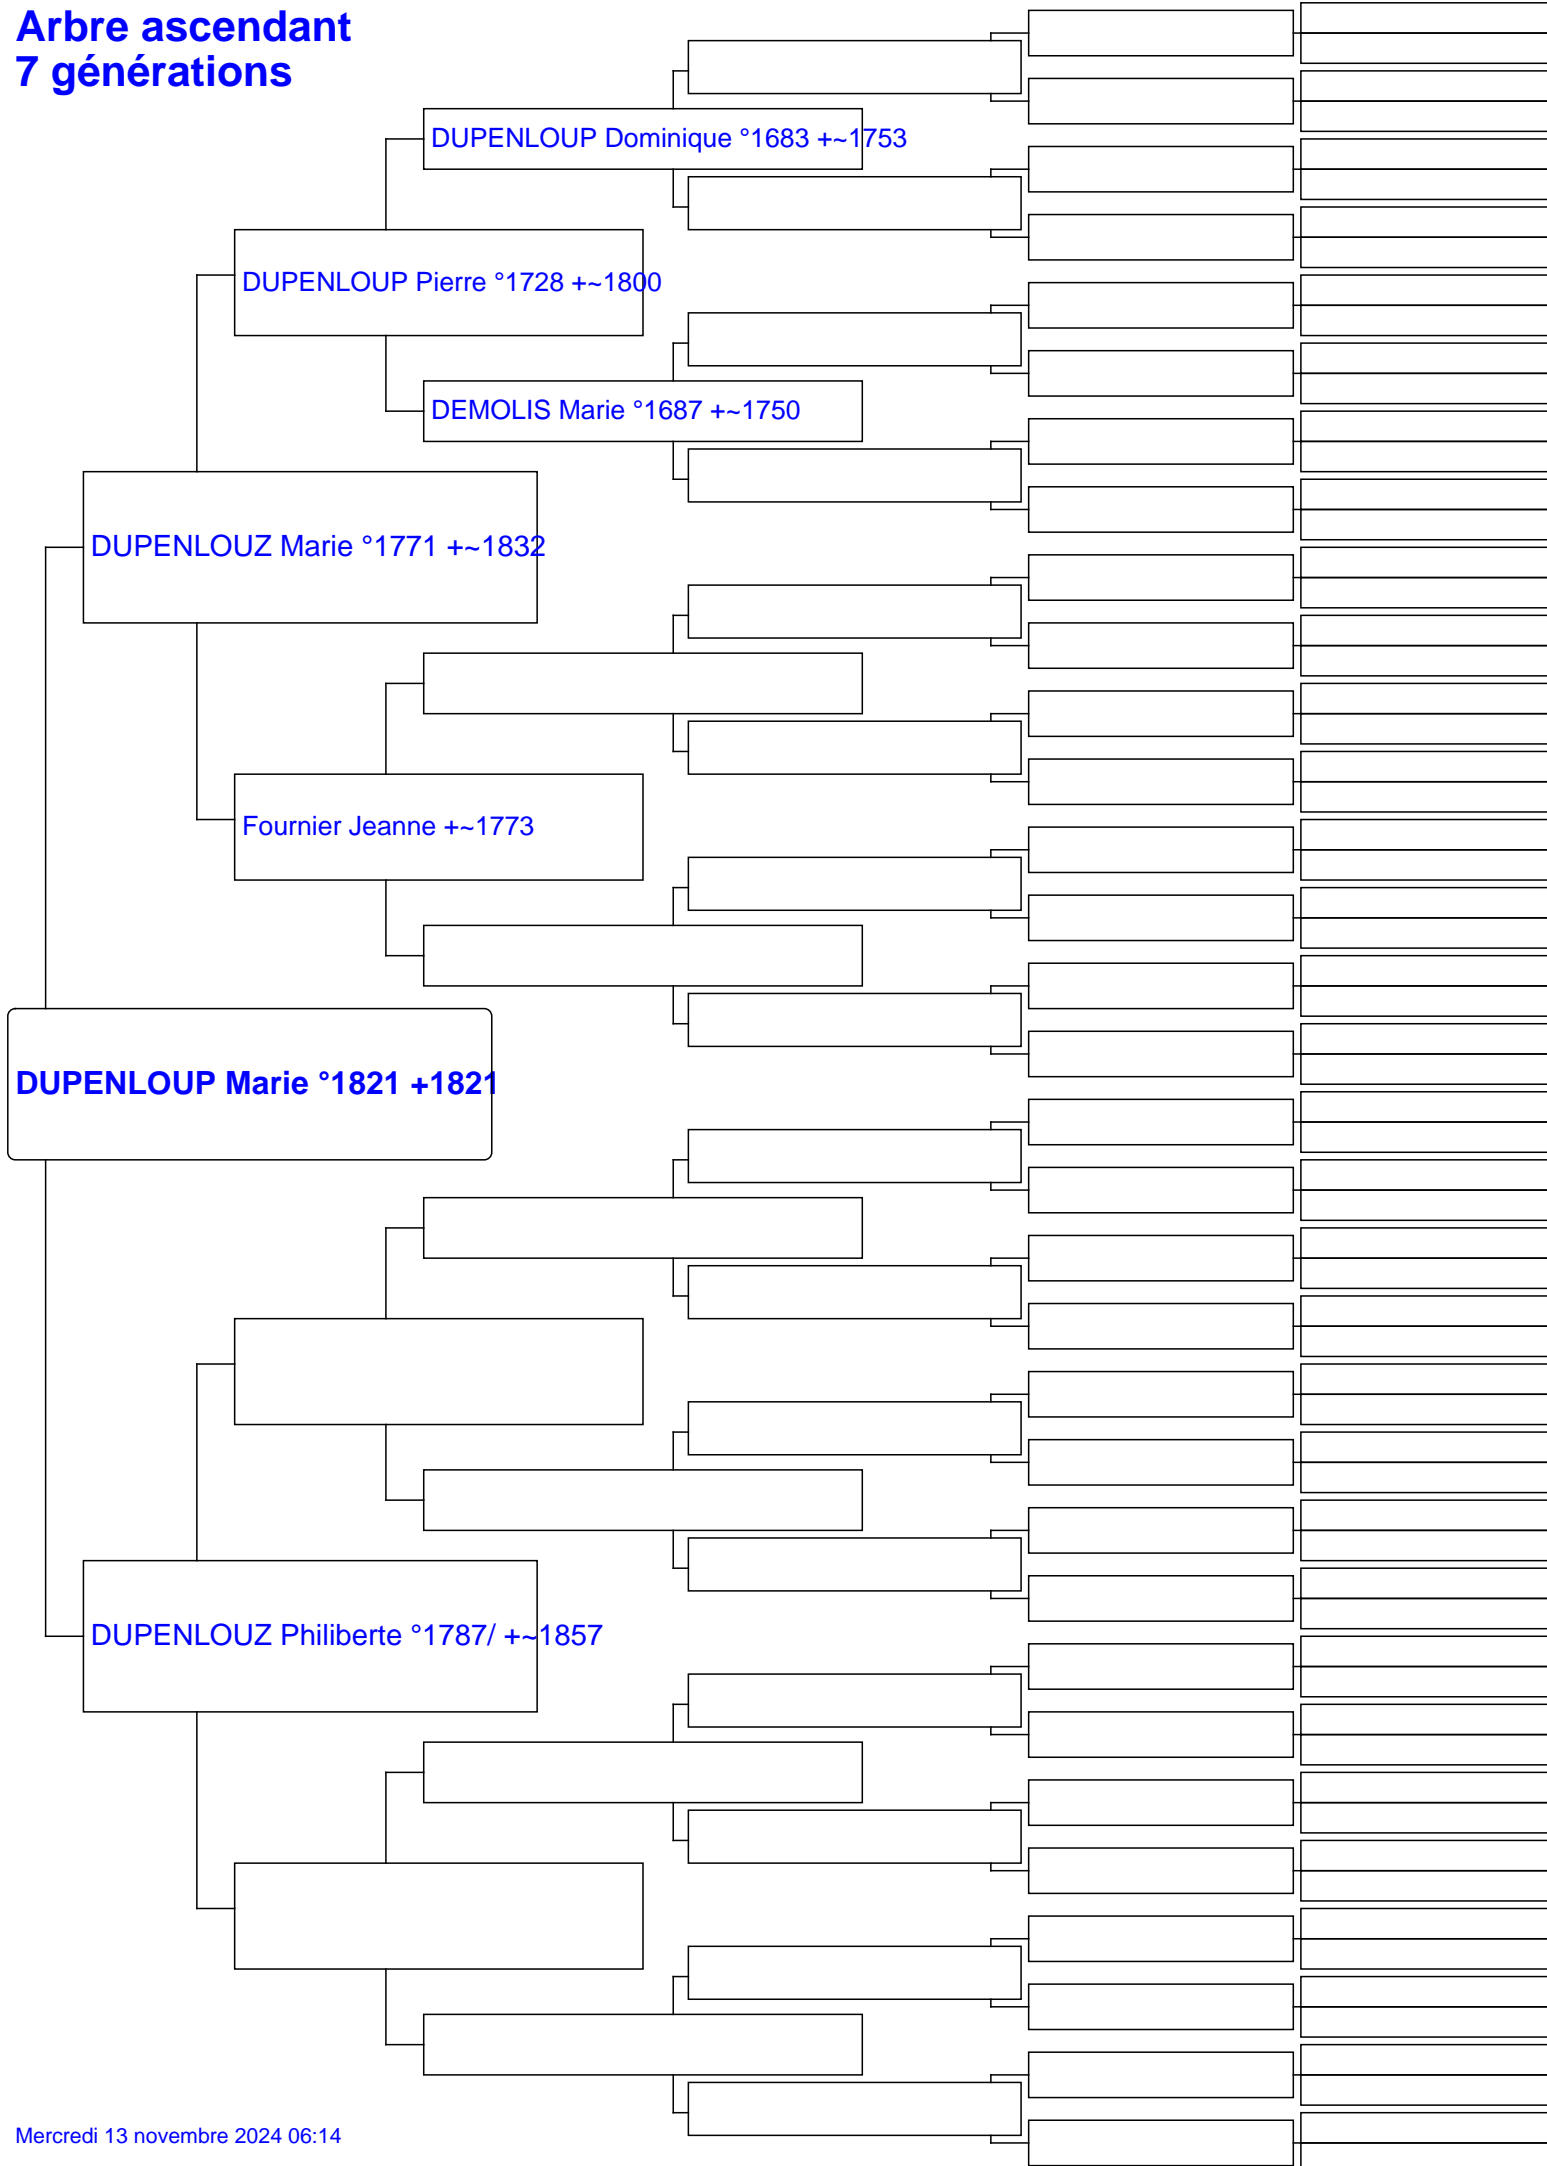 Arbre ascendant
7 générations
DUPENLOUP Dominique °1683 +~1753
DUPENLOUP Pierre °1728 +~1800
DEMOLIS Marie °1687 +~1750
DUPENLOUZ Marie °1771 +~1832
Fournier Jeanne +~1773
DUPENLOUP Marie °1821 +1821
DUPENLOUZ Philiberte °1787/ +~1857
Mercredi 13 novembre 2024 06:14